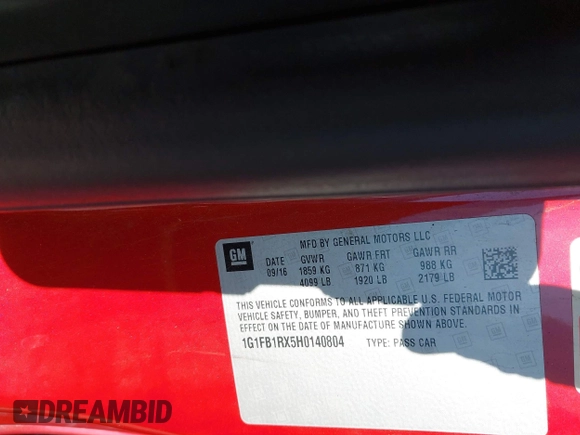 GM
MFD BY GENERAL MOTORS LLC
DATE GVWR GAWR FRT GAWR RR
09/16 1859 KG 871 KG 988 KG
4099 LB 1920 LB 2179 LB
THIS VEHICLE CONFORMS TO ALL APPLICABLE U.S. FEDERAL MOTOR
VEHICLE SAFETY, BUMPER, AND THEFT PREVENTION STANDARDS IN
EFFECT ON THE DATE OF MANUFACTURE SHOWN ABOVE.
1G1FB1RX5H0140804 TYPE: PASS CAR
DREAMBID